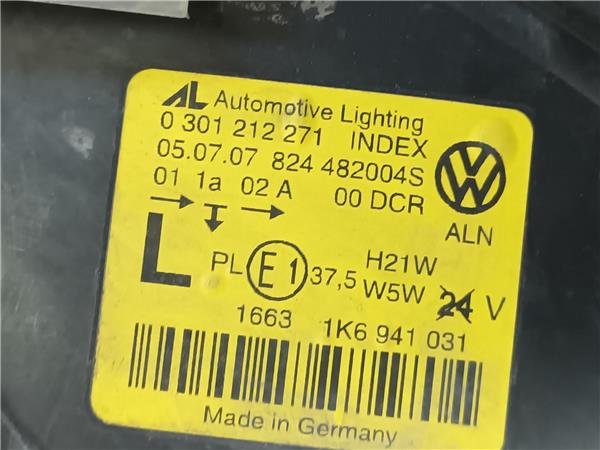 AL Automotive Lighting
0 301 212 271 INDEX
05.07.07 824 482004S
01 1a 02 A 00 DCR
VW
ALN
L PL E1 37,5 H21W
W5W 24 V
1663 1K6 941 031
Made in Germany